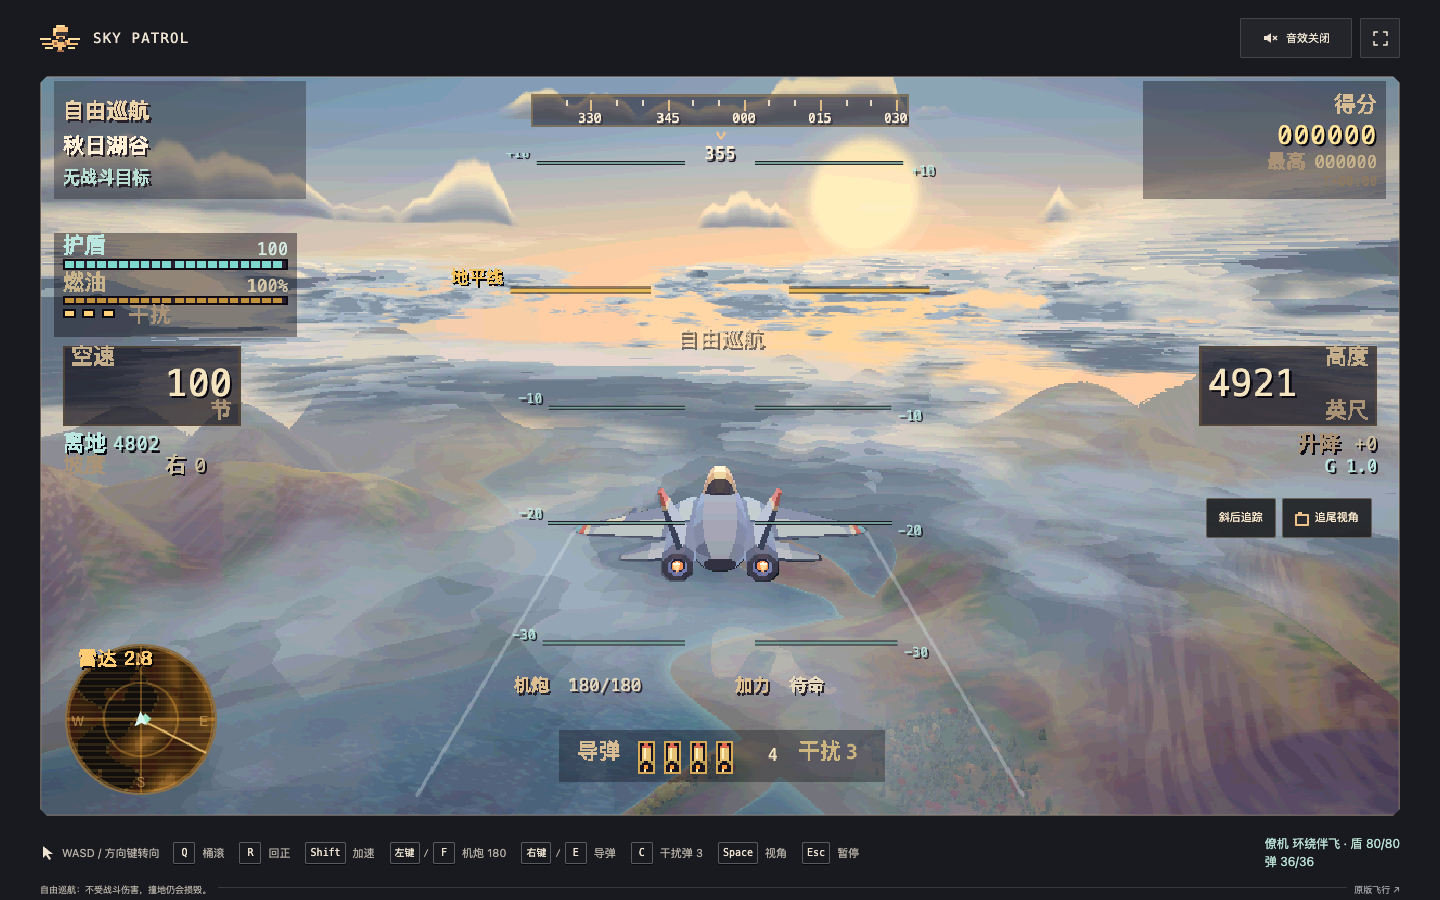 SKY PATROL
音效关闭
自由巡航
秋日湖谷
无战斗目标
330 345 000 015 030
355
得分
000000
最高 000000
+10 +10
护盾 100
燃油 100%
干扰
地平线
自由巡航
空速
100
节
离地 4802
右 0
高度
4921
英尺
升降 +0
G 1.0
斜后追踪 追尾视角
-10 -10
-20 -20
-30 -30
雷达 2.8
W E
S
机炮 180/180 加力 待命
导弹 4 干扰 3
WASD / 方向键转向 Q 桶滚 R 回正 Shift 加速 左键 / F 机炮 180 右键 / E 导弹 C 干扰弹 3 Space 视角 Esc 暂停
僚机 环绕伴飞 · 盾 80/80
弹 36/36
自由巡航：不受战斗伤害，撞地仍会损毁。
原版飞行 ↗